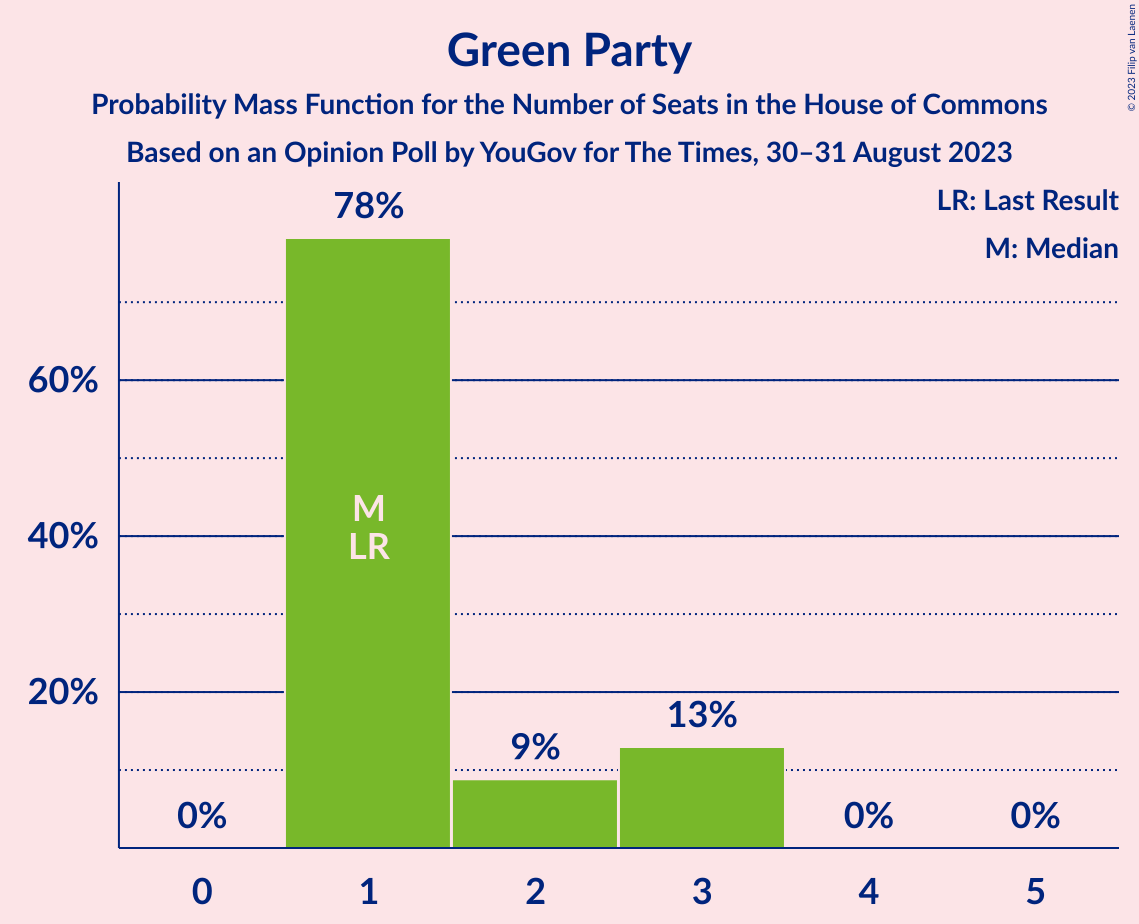 Green Party
Probability Mass Function for the Number of Seats in the House of Commons
Based on an Opinion Poll by YouGov for The Times, 30–31 August 2023
© 2023 Filip van Laenen
LR: Last Result
M: Median
78%
60%
40%
20%
M
LR
0%
9%
13%
0%
0%
0
1
2
3
4
5